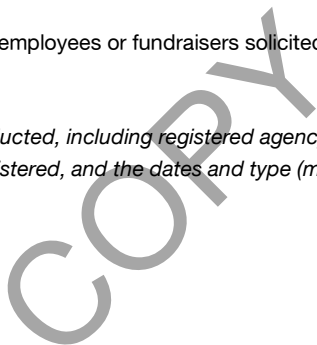 employees or fundraisers solicited
ucted, including registered agenc
istered, and the dates and type (m
COPY